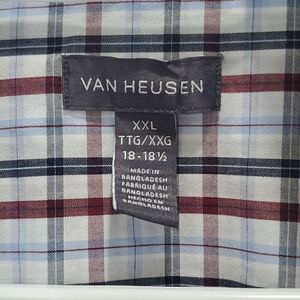 VAN HEUSEN
XXL
TTG/XXG
18-18½
MADE IN
BANGLADESH
FABRIQUÉ AU
BANGLADESH
HECHO EN
BANGLADESH